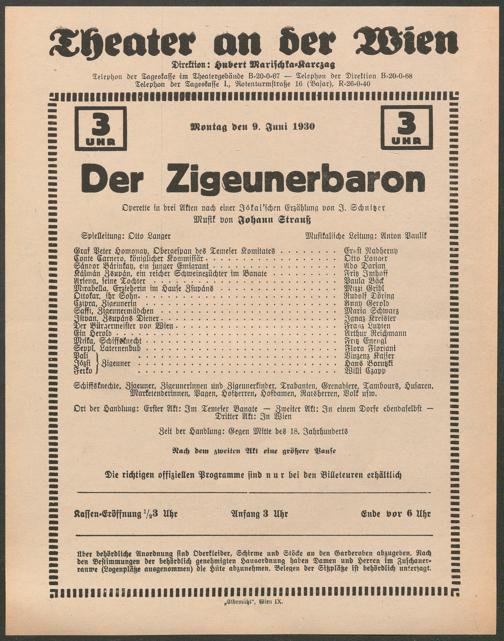 Theater an der Wien
Direktion: Hubert Marischka-Karczag
Telephon der Tageskasse im Theatergebäude B-20-0-67 — Telephon der Direktion B-20-0-68
Telephon der Tageskasse I., Rotenturmstraße 16 (Basar), R-26-0-40
3 UHR
Montag den 9. Juni 1930
3 UHR
Der Zigeunerbaron
Operette in drei Akten nach einer Jókai'schen Erzählung von J. Schnitzer
Musik von Johann Strauß
Spielleitung: Otto Langer Musikalische Leitung: Anton Paulik
Graf Peter Homonay, Obergespan des Temeser Komitates Ernst Nadherny
Conte Carnero, königlicher Kommissär Otto Langer
Sándor Bárinkay, ein junger Emigrant Ado Darian
Kálmán Zsupán, ein reicher Schweinezüchter im Banate Fritz Imhoff
Arsena, seine Tochter Paula Bäck
Mirabella, Erzieherin im Hause Zsupáns Mizzi Griebl
Ottokar, ihr Sohn Rudolf Döring
Czipra, Zigeunerin Enny Gerold
Saffi, Zigeunermädchen Maria Schwarz
Istvan, Zsupáns Diener Ignaz Kreisler
Der Bürgermeister von Wien Franz Luyten
Ein Herold Arthur Reichmann
Miska, Schiffsknecht Fritz Enengl
Seppl, Laternenbub Flora Floriani
Pali Vinzenz Kaiser
Józsi Zigeuner Hans Barnitzki
Ferko Willi Czapp
Schiffsknechte, Zigeuner, Zigeunerinnen und Zigeunerkinder, Trabanten, Grenadiere, Tambours, Husaren,
Marketenderinnen, Pagen, Hofherren, Hofdamen, Ratsherren, Volk usw.
Ort der Handlung: Erster Akt: Im Temeser Banate — Zweiter Akt: In einem Dorfe ebendaselbst —
Dritter Akt: In Wien
Zeit der Handlung: Gegen Mitte des 18. Jahrhunderts
Nach dem zweiten Akt eine größere Pause
Die richtigen offiziellen Programme sind nur bei den Billeteuren erhältlich
Kassen-Eröffnung ½3 Uhr Anfang 3 Uhr Ende vor 6 Uhr
Über behördliche Anordnung sind Oberkleider, Schirme und Stöcke an den Garderoben abzugeben. Nach
den Bestimmungen der behördlich genehmigten Hausordnung haben Damen und Herren im Zuschauer-
raume (Logenplätze ausgenommen) die Hüte abzunehmen. Belegen der Sitzplätze ist behördlich untersagt.
„Elbemühl", Wien IX.